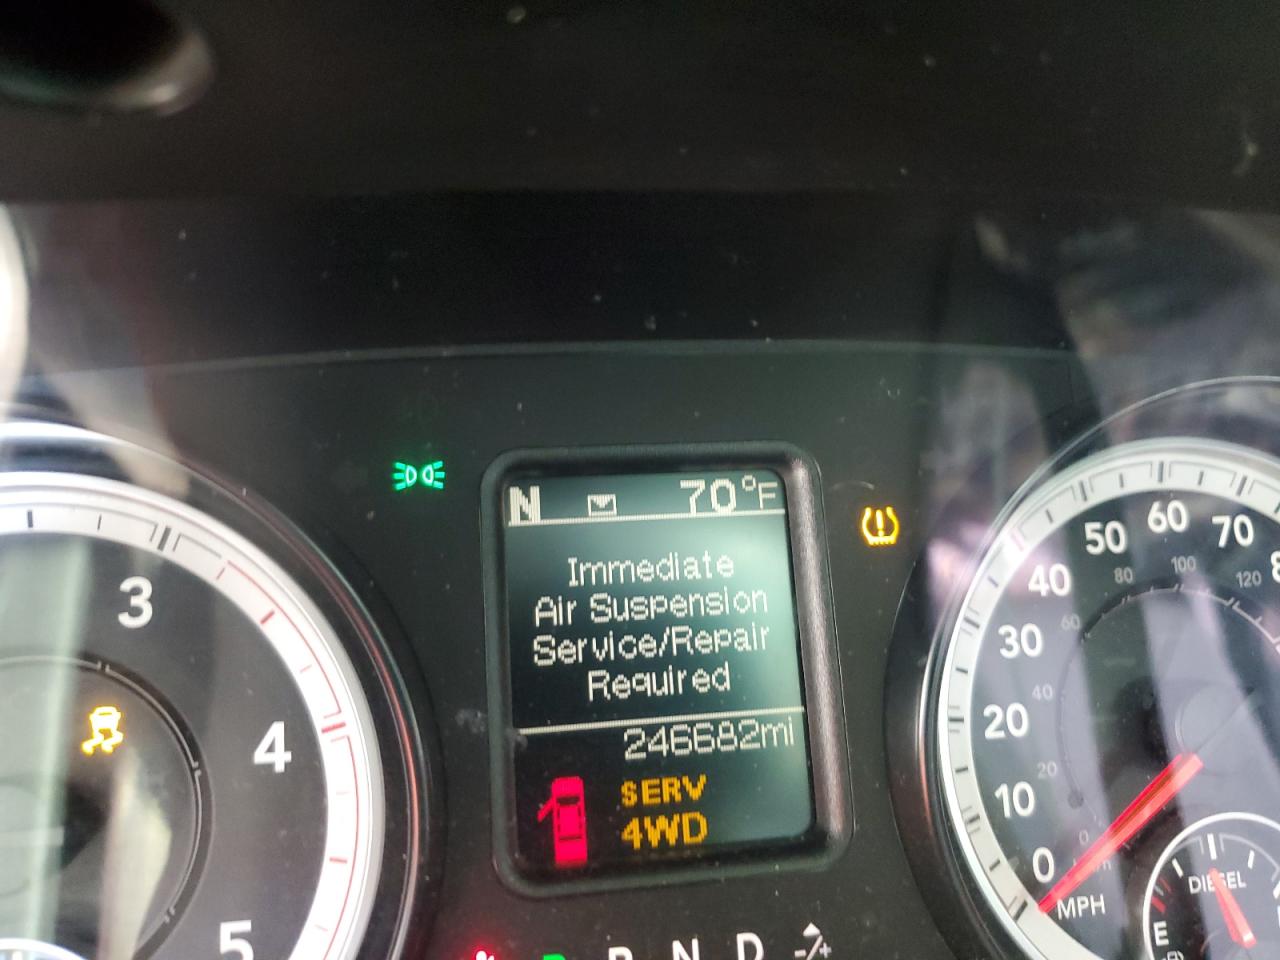 N 70°F
Immediate
Air Suspension
Service/Repair
Required
246682mi
SERV
4WD
3
4
5
P R N D -/+
0 10 20 30 40 50 60 70
0 20 40 60 80 100 120
MPH
DIESEL
E